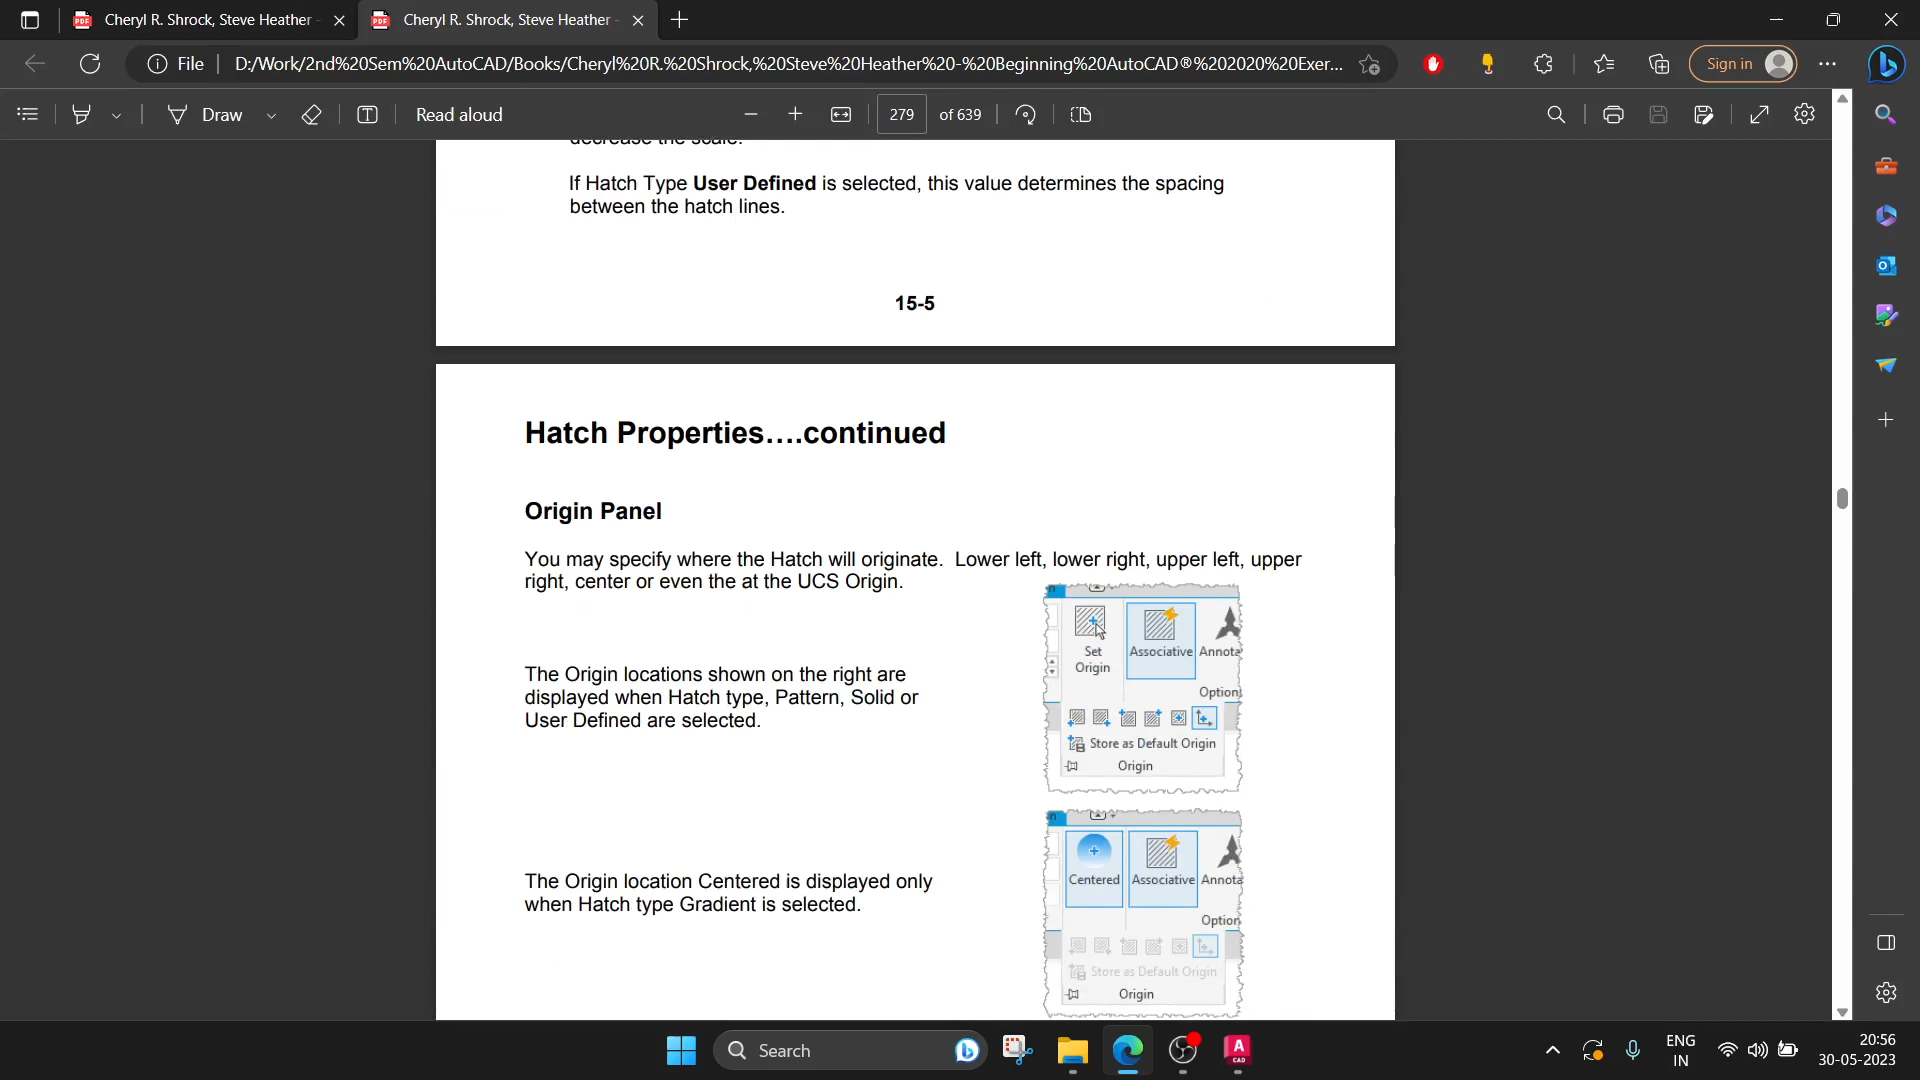 Cheryl R. Shrock, Steve Heather -
Cheryl R. Shrock, Steve Heather -
File
D:/Work/2nd%20Sem%20AutoCAD/Books/Cheryl%20R.%20Shrock,%20Steve%20Heather%20-%20Beginning%20AutoCAD®%202020%20Exer...
Sign in
Draw
Read aloud
279
of 639
decrease the scale.
If Hatch Type User Defined is selected, this value determines the spacing
between the hatch lines.
15-5
Hatch Properties....continued
Origin Panel
You may specify where the Hatch will originate.  Lower left, lower right, upper left, upper
right, center or even the at the UCS Origin.
Set
Origin
Associative
Annota
Option
Store as Default Origin
Origin
The Origin locations shown on the right are
displayed when Hatch type, Pattern, Solid or
User Defined are selected.
Centered
Associative
Annota
Option
Store as Default Origin
Origin
The Origin location Centered is displayed only
when Hatch type Gradient is selected.
Search
A
CAD
ENG
IN
20:56
30-05-2023